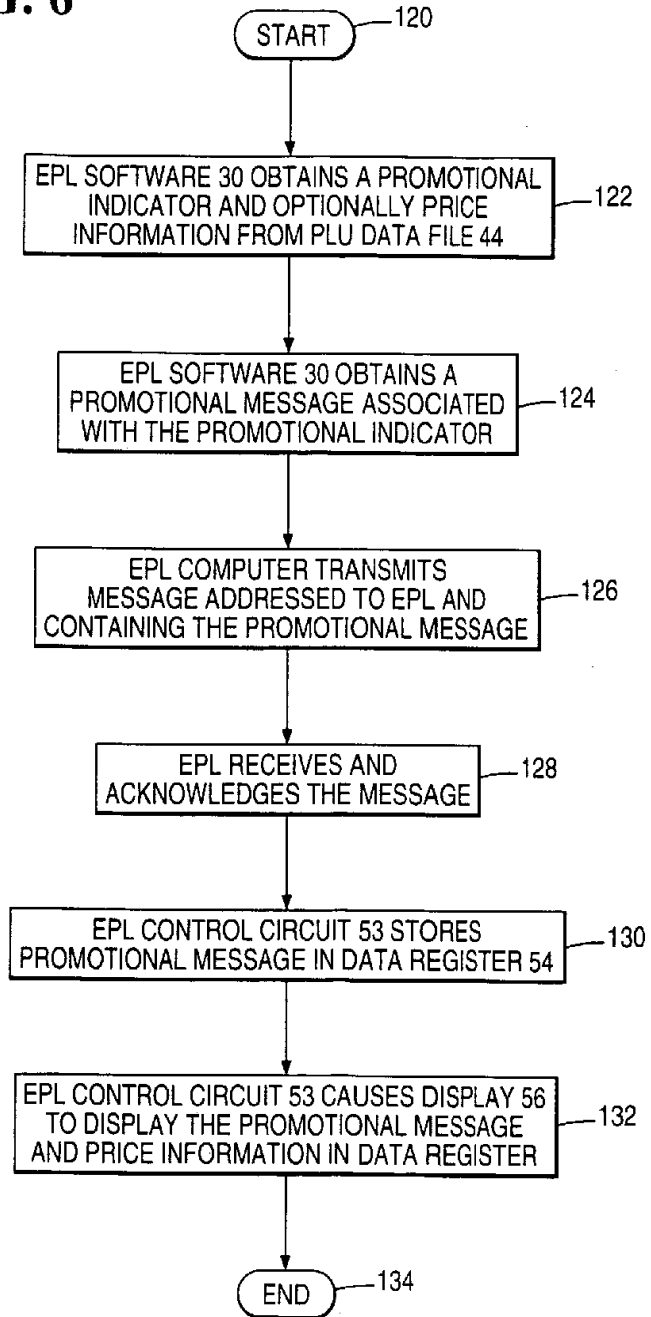 G. 6
START
120
EPL SOFTWARE 30 OBTAINS A PROMOTIONAL
INDICATOR AND OPTIONALLY PRICE
INFORMATION FROM PLU DATA FILE 44
122
EPL SOFTWARE 30 OBTAINS A
PROMOTIONAL MESSAGE ASSOCIATED
WITH THE PROMOTIONAL INDICATOR
124
EPL COMPUTER TRANSMITS
MESSAGE ADDRESSED TO EPL AND
CONTAINING THE PROMOTIONAL MESSAGE
126
EPL RECEIVES AND
ACKNOWLEDGES THE MESSAGE
128
EPL CONTROL CIRCUIT 53 STORES
PROMOTIONAL MESSAGE IN DATA REGISTER 54
130
EPL CONTROL CIRCUIT 53 CAUSES DISPLAY 56
TO DISPLAY THE PROMOTIONAL MESSAGE
AND PRICE INFORMATION IN DATA REGISTER
132
END
134